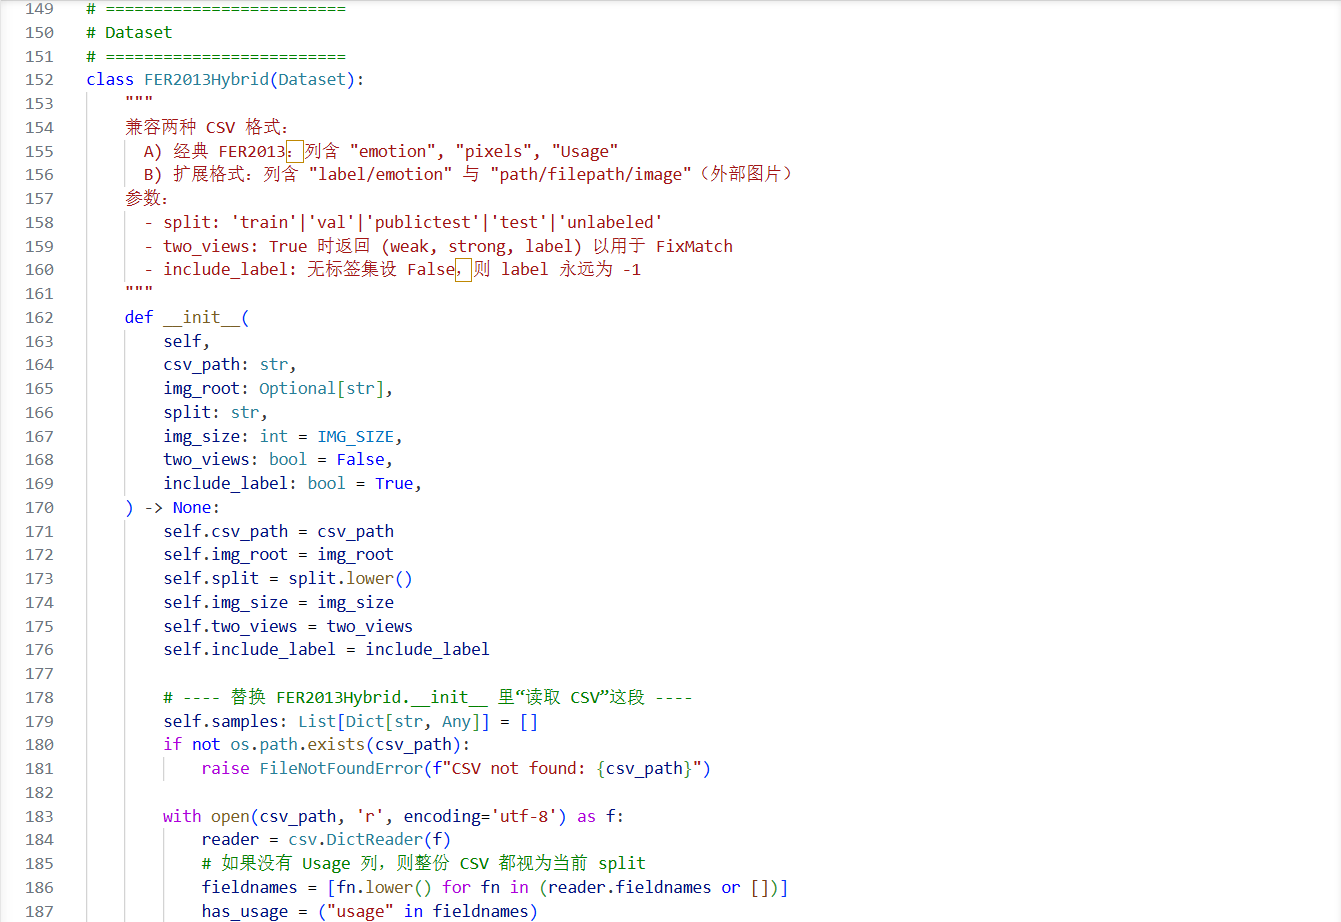 149 # =========================
150 # Dataset
151 # =========================
152 class FER2013Hybrid(Dataset):
153     """
154     兼容两种 CSV 格式:
155       A) 经典 FER2013：列含 "emotion", "pixels", "Usage"
156       B) 扩展格式：列含 "label/emotion" 与 "path/filepath/image"（外部图片）
157     参数:
158       - split: 'train'|'val'|'publictest'|'test'|'unlabeled'
159       - two_views: True 时返回 (weak, strong, label) 以用于 FixMatch
160       - include_label: 无标签集设 False，则 label 永远为 -1
161     """
162     def __init__(
163         self,
164         csv_path: str,
165         img_root: Optional[str],
166         split: str,
167         img_size: int = IMG_SIZE,
168         two_views: bool = False,
169         include_label: bool = True,
170     ) -> None:
171         self.csv_path = csv_path
172         self.img_root = img_root
173         self.split = split.lower()
174         self.img_size = img_size
175         self.two_views = two_views
176         self.include_label = include_label
177
178         # ---- 替换 FER2013Hybrid.__init__ 里“读取 CSV”这段 ----
179         self.samples: List[Dict[str, Any]] = []
180         if not os.path.exists(csv_path):
181             raise FileNotFoundError(f"CSV not found: {csv_path}")
182
183         with open(csv_path, 'r', encoding='utf-8') as f:
184             reader = csv.DictReader(f)
185             # 如果没有 Usage 列，则整份 CSV 都视为当前 split
186             fieldnames = [fn.lower() for fn in (reader.fieldnames or [])]
187             has_usage = ("usage" in fieldnames)